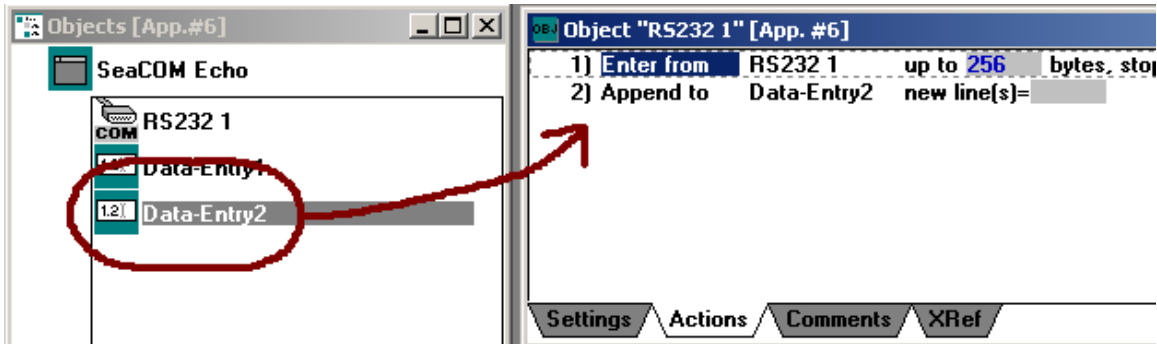 Objects [App.#6]
SeaCOM Echo
COM RS232 1
Data-Entry1
1.2 Data-Entry2
OBJ Object "RS232 1" [App. #6]
1) Enter from RS232 1 up to 256 bytes, stop
2) Append to Data-Entry2 new line(s)=
Settings Actions Comments XRef